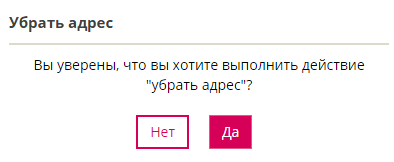 Убрать адрес
Вы уверены, что вы хотите выполнить действие
"убрать адрес"?
Нет Да